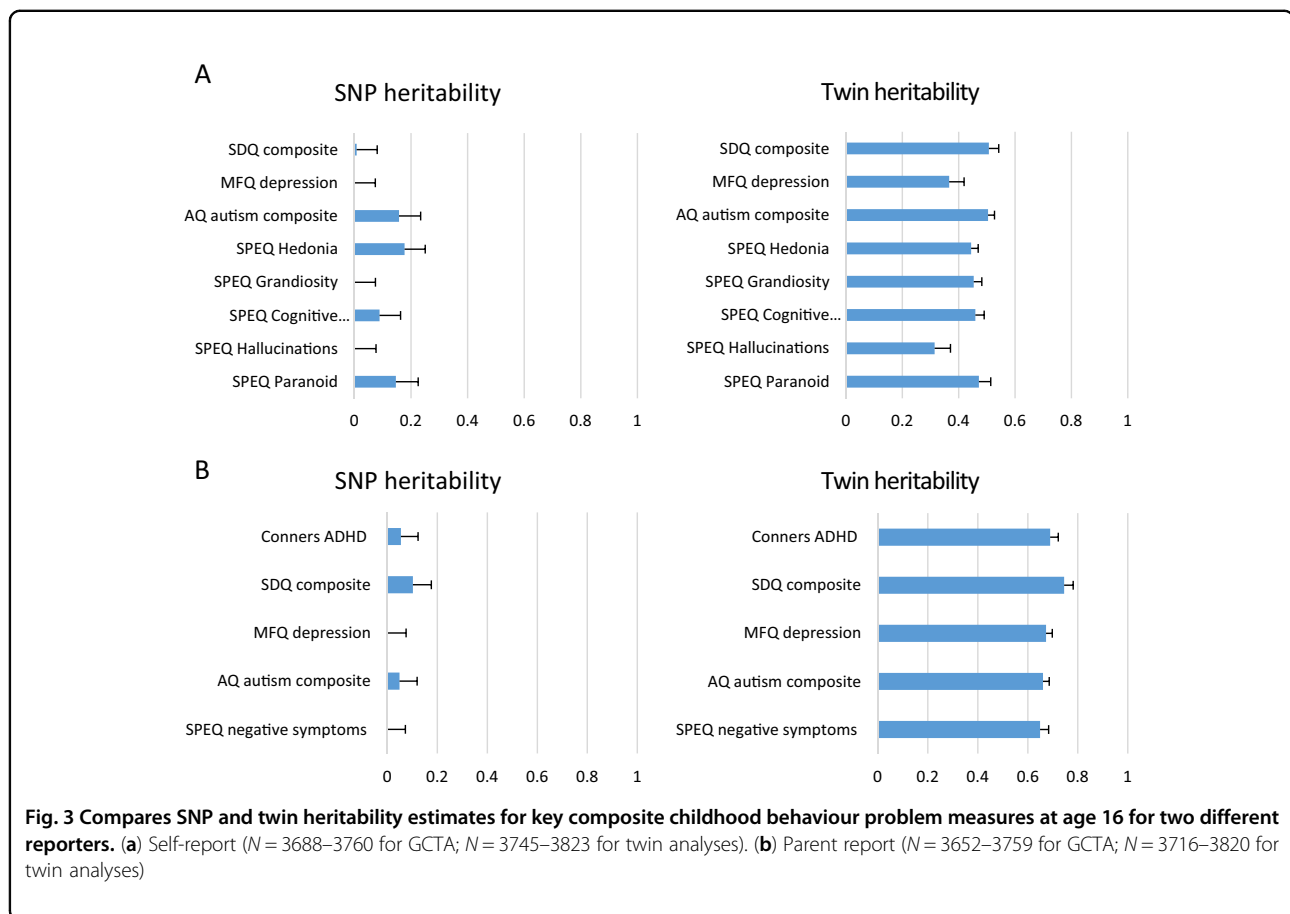 A
SNP heritability
SDQ composite
MFQ depression
AQ autism composite
SPEQ Hedonia
SPEQ Grandiosity
SPEQ Cognitive...
SPEQ Hallucinations
SPEQ Paranoid
0 0.2 0.4 0.6 0.8 1
Twin heritability
SDQ composite
MFQ depression
AQ autism composite
SPEQ Hedonia
SPEQ Grandiosity
SPEQ Cognitive...
SPEQ Hallucinations
SPEQ Paranoid
0 0.2 0.4 0.6 0.8 1
B
SNP heritability
Conners ADHD
SDQ composite
MFQ depression
AQ autism composite
SPEQ negative symptoms
0 0.2 0.4 0.6 0.8 1
Twin heritability
Conners ADHD
SDQ composite
MFQ depression
AQ autism composite
SPEQ negative symptoms
0 0.2 0.4 0.6 0.8 1
Fig. 3 Compares SNP and twin heritability estimates for key composite childhood behaviour problem measures at age 16 for two different
reporters. (a) Self-report (N = 3688–3760 for GCTA; N = 3745–3823 for twin analyses). (b) Parent report (N = 3652–3759 for GCTA; N = 3716–3820 for
twin analyses)